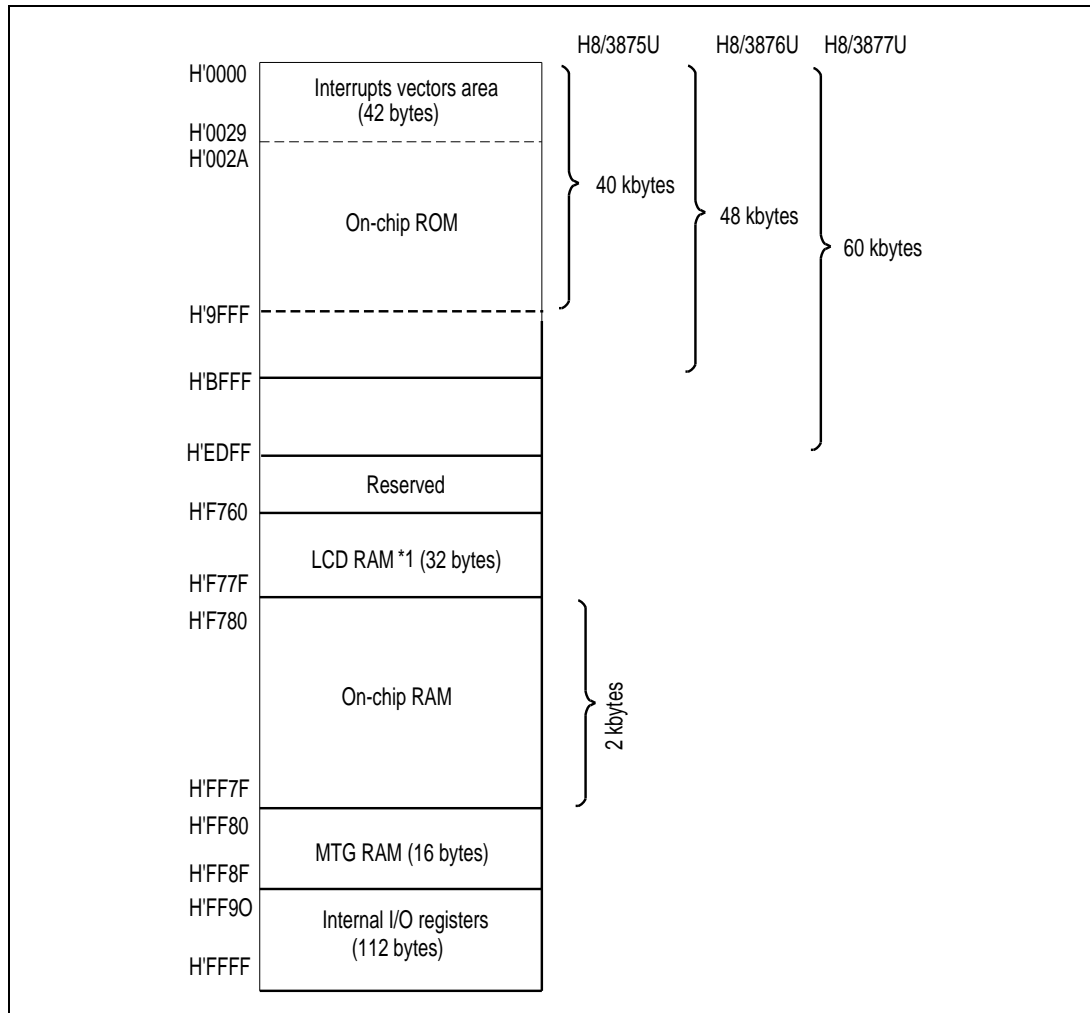 H8/3875U H8/3876U H8/3877U
H'0000
Interrupts vectors area
(42 bytes)
H'0029
H'002A
40 kbytes
48 kbytes
On-chip ROM
60 kbytes
H'9FFF
H'BFFF
H'EDFF
Reserved
H'F760
LCD RAM *1 (32 bytes)
H'F77F
H'F780
On-chip RAM
2 kbytes
H'FF7F
H'FF80
MTG RAM (16 bytes)
H'FF8F
H'FF9O
Internal I/O registers
(112 bytes)
H'FFFF